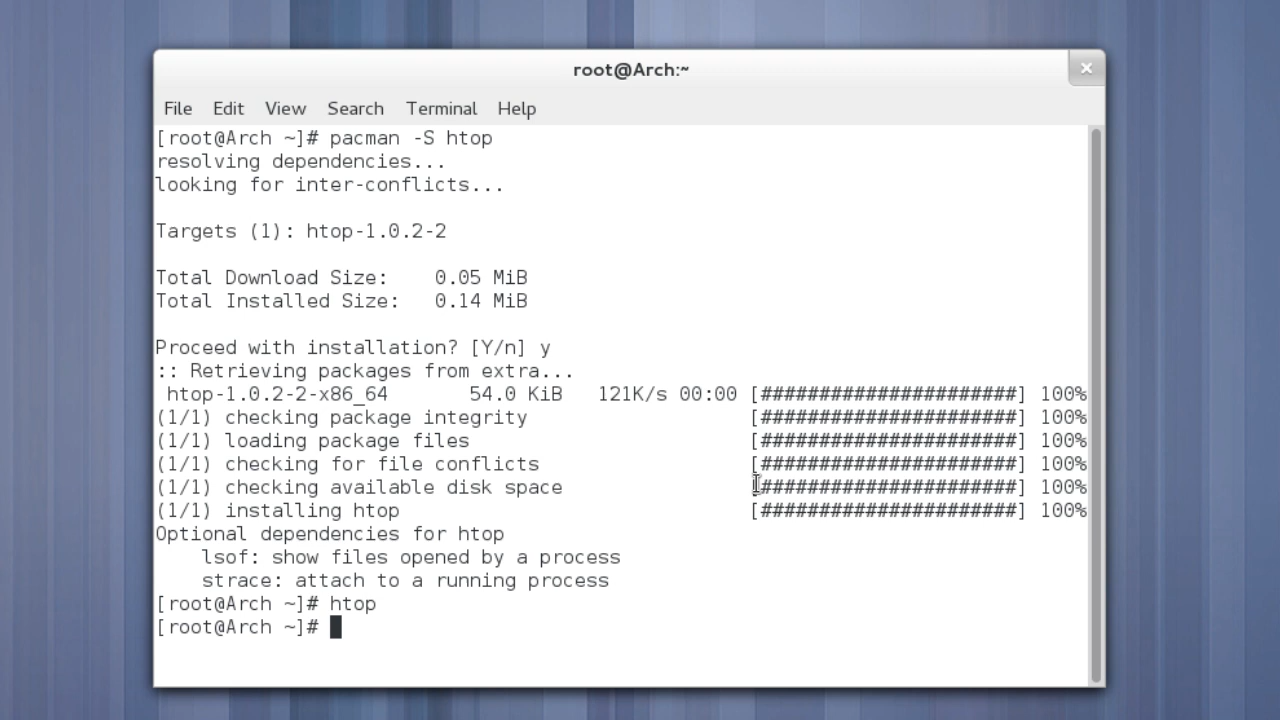 root@Arch:~
File Edit View Search Terminal Help
[root@Arch ~]# pacman -S htop
resolving dependencies...
looking for inter-conflicts...
Targets (1): htop-1.0.2-2
Total Download Size:    0.05 MiB
Total Installed Size:   0.14 MiB
Proceed with installation? [Y/n] y
:: Retrieving packages from extra...
 htop-1.0.2-2-x86_64       54.0 KiB   121K/s 00:00 [######################] 100%
(1/1) checking package integrity                   [######################] 100%
(1/1) loading package files                        [######################] 100%
(1/1) checking for file conflicts                  [######################] 100%
(1/1) checking available disk space                [######################] 100%
(1/1) installing htop                              [######################] 100%
Optional dependencies for htop
    lsof: show files opened by a process
    strace: attach to a running process
[root@Arch ~]# htop
[root@Arch ~]#